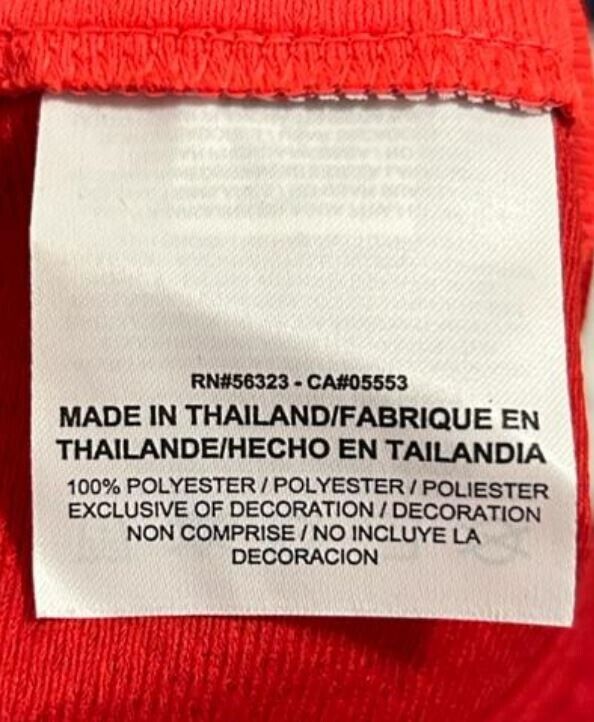 RN#56323 - CA#05553
MADE IN THAILAND/FABRIQUE EN
THAILANDE/HECHO EN TAILANDIA
100% POLYESTER / POLYESTER / POLIESTER
EXCLUSIVE OF DECORATION / DECORATION
NON COMPRISE / NO INCLUYE LA
DECORACION